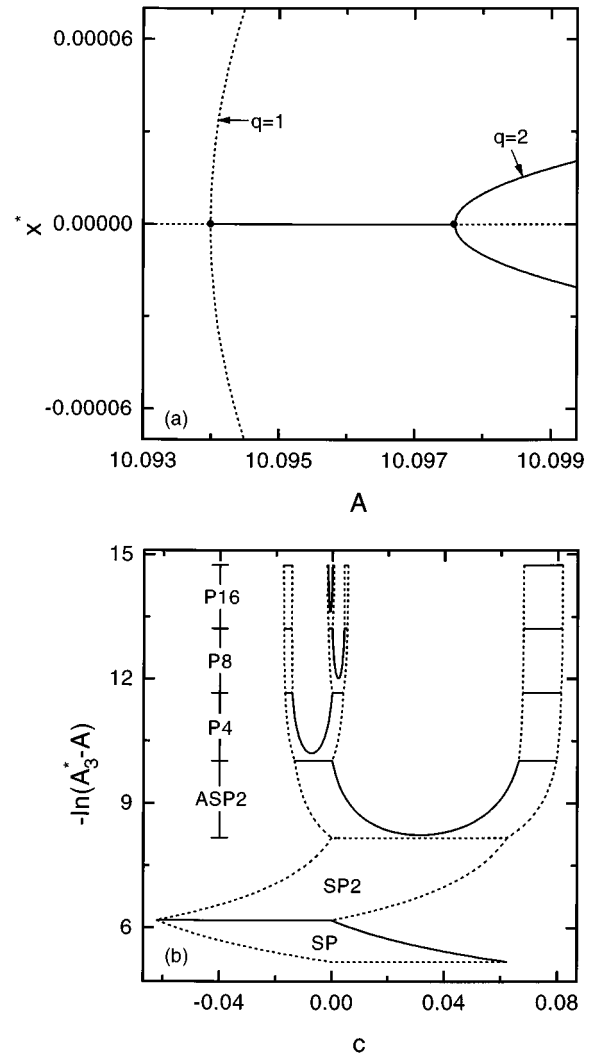 0.00006
q=1
q=2
x*
0.00000
-0.00006
(a)
10.093
10.095
10.097
10.099
A
15
P16
P8
12
P4
-ln(A*3-A)
9
ASP2
SP2
6
SP
(b)
-0.04
0.00
0.04
0.08
c